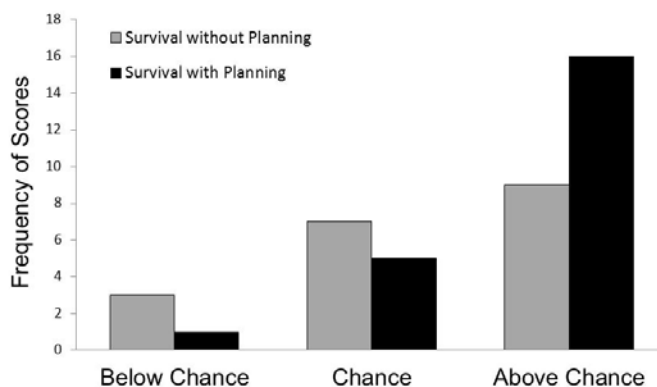 18
16
14
12
10
8
6
4
2
0
Frequency of Scores
Survival without Planning
Survival with Planning
Below Chance Chance Above Chance